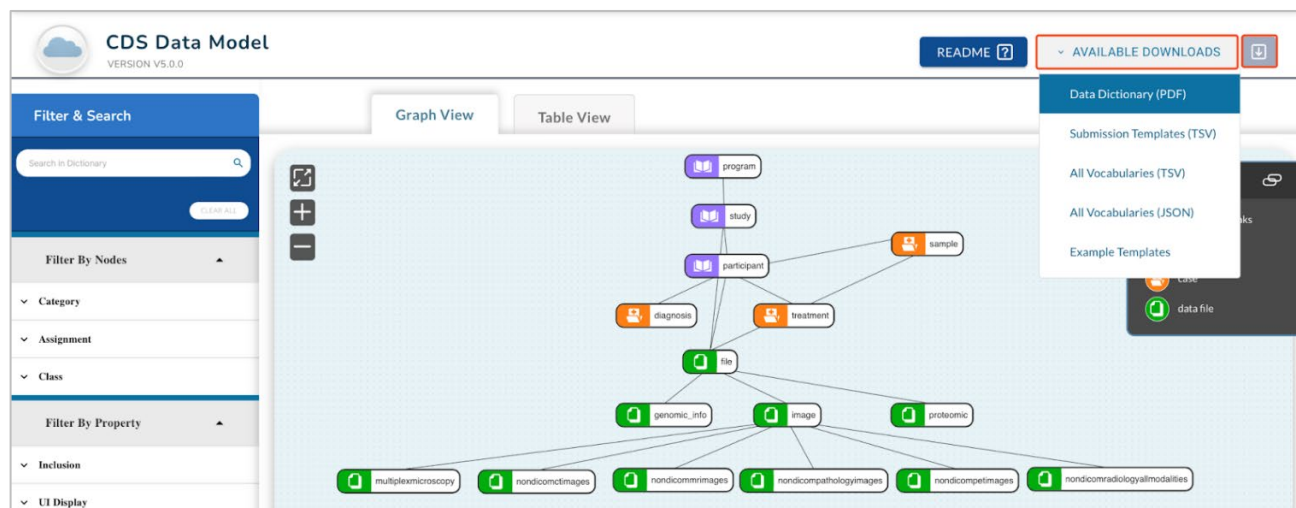 CDS Data Model
VERSION V5.0.0
README
AVAILABLE DOWNLOADS
Data Dictionary (PDF)
Submission Templates (TSV)
All Vocabularies (TSV)
All Vocabularies (JSON)
Example Templates
Filter & Search
Search in Dictionary
CLEAR ALL
Filter By Nodes
Category
Assignment
Class
Filter By Property
Inclusion
UI Display
Graph View
Table View
program
study
participant
sample
diagnosis
treatment
file
genomic_info
image
proteomic
multiplexmicroscopy
nondicomctimages
nondicommrimages
nondicompathologyimages
nondicompetimages
nondicomradiologyallmodalities
case
data file